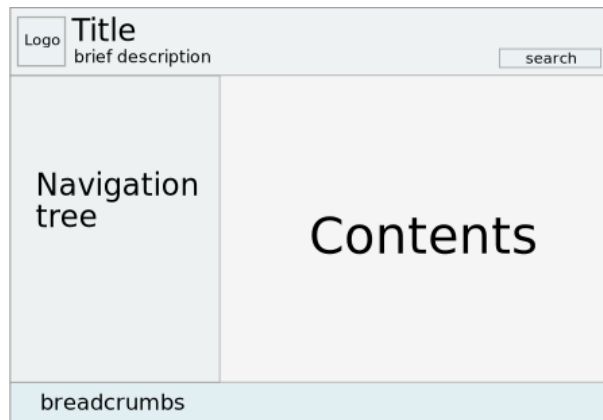 Logo
Title
brief description
search
Navigation
tree
Contents
breadcrumbs